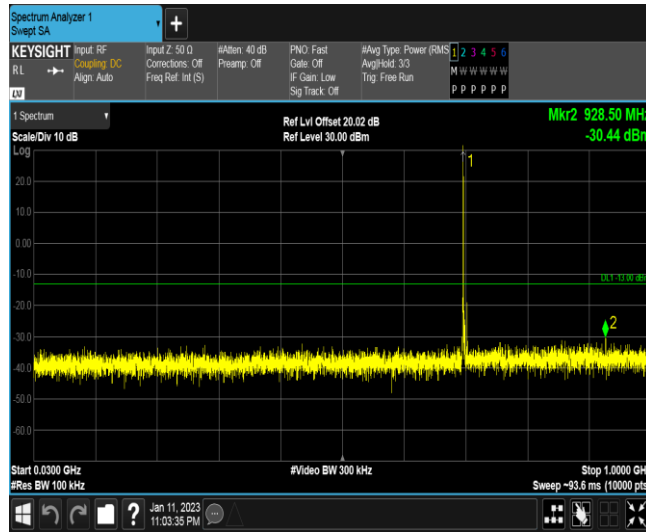 Spectrum Analyzer 1
Swept SA
+
KEYSIGHT Input: RF Input Z: 50 Ω #Atten: 40 dB PNO: Fast #Avg Type: Power (RMS 1 2 3 4 5 6
RL Coupling: DC Corrections: Off Preamp: Off Gate: Off Avg|Hold: 3/3 M W W W W W
Align: Auto Freq Ref: Int (S) IF Gain: Low Trig: Free Run
LXI Sig Track: Off P P P P P P
1 Spectrum Ref Lvl Offset 20.02 dB Mkr2 928.50 MHz
Scale/Div 10 dB Ref Level 30.00 dBm -30.44 dBm
Log
1
20.0
10.0
0.00
-10.0
DL1 -13.00 dBm
-20.0
2
-30.0
-40.0
-50.0
-60.0
Start 0.0300 GHz #Video BW 300 kHz Stop 1.0000 GH
#Res BW 100 kHz Sweep ~93.6 ms (10000 pts
? Jan 11, 2023
11:03:35 PM